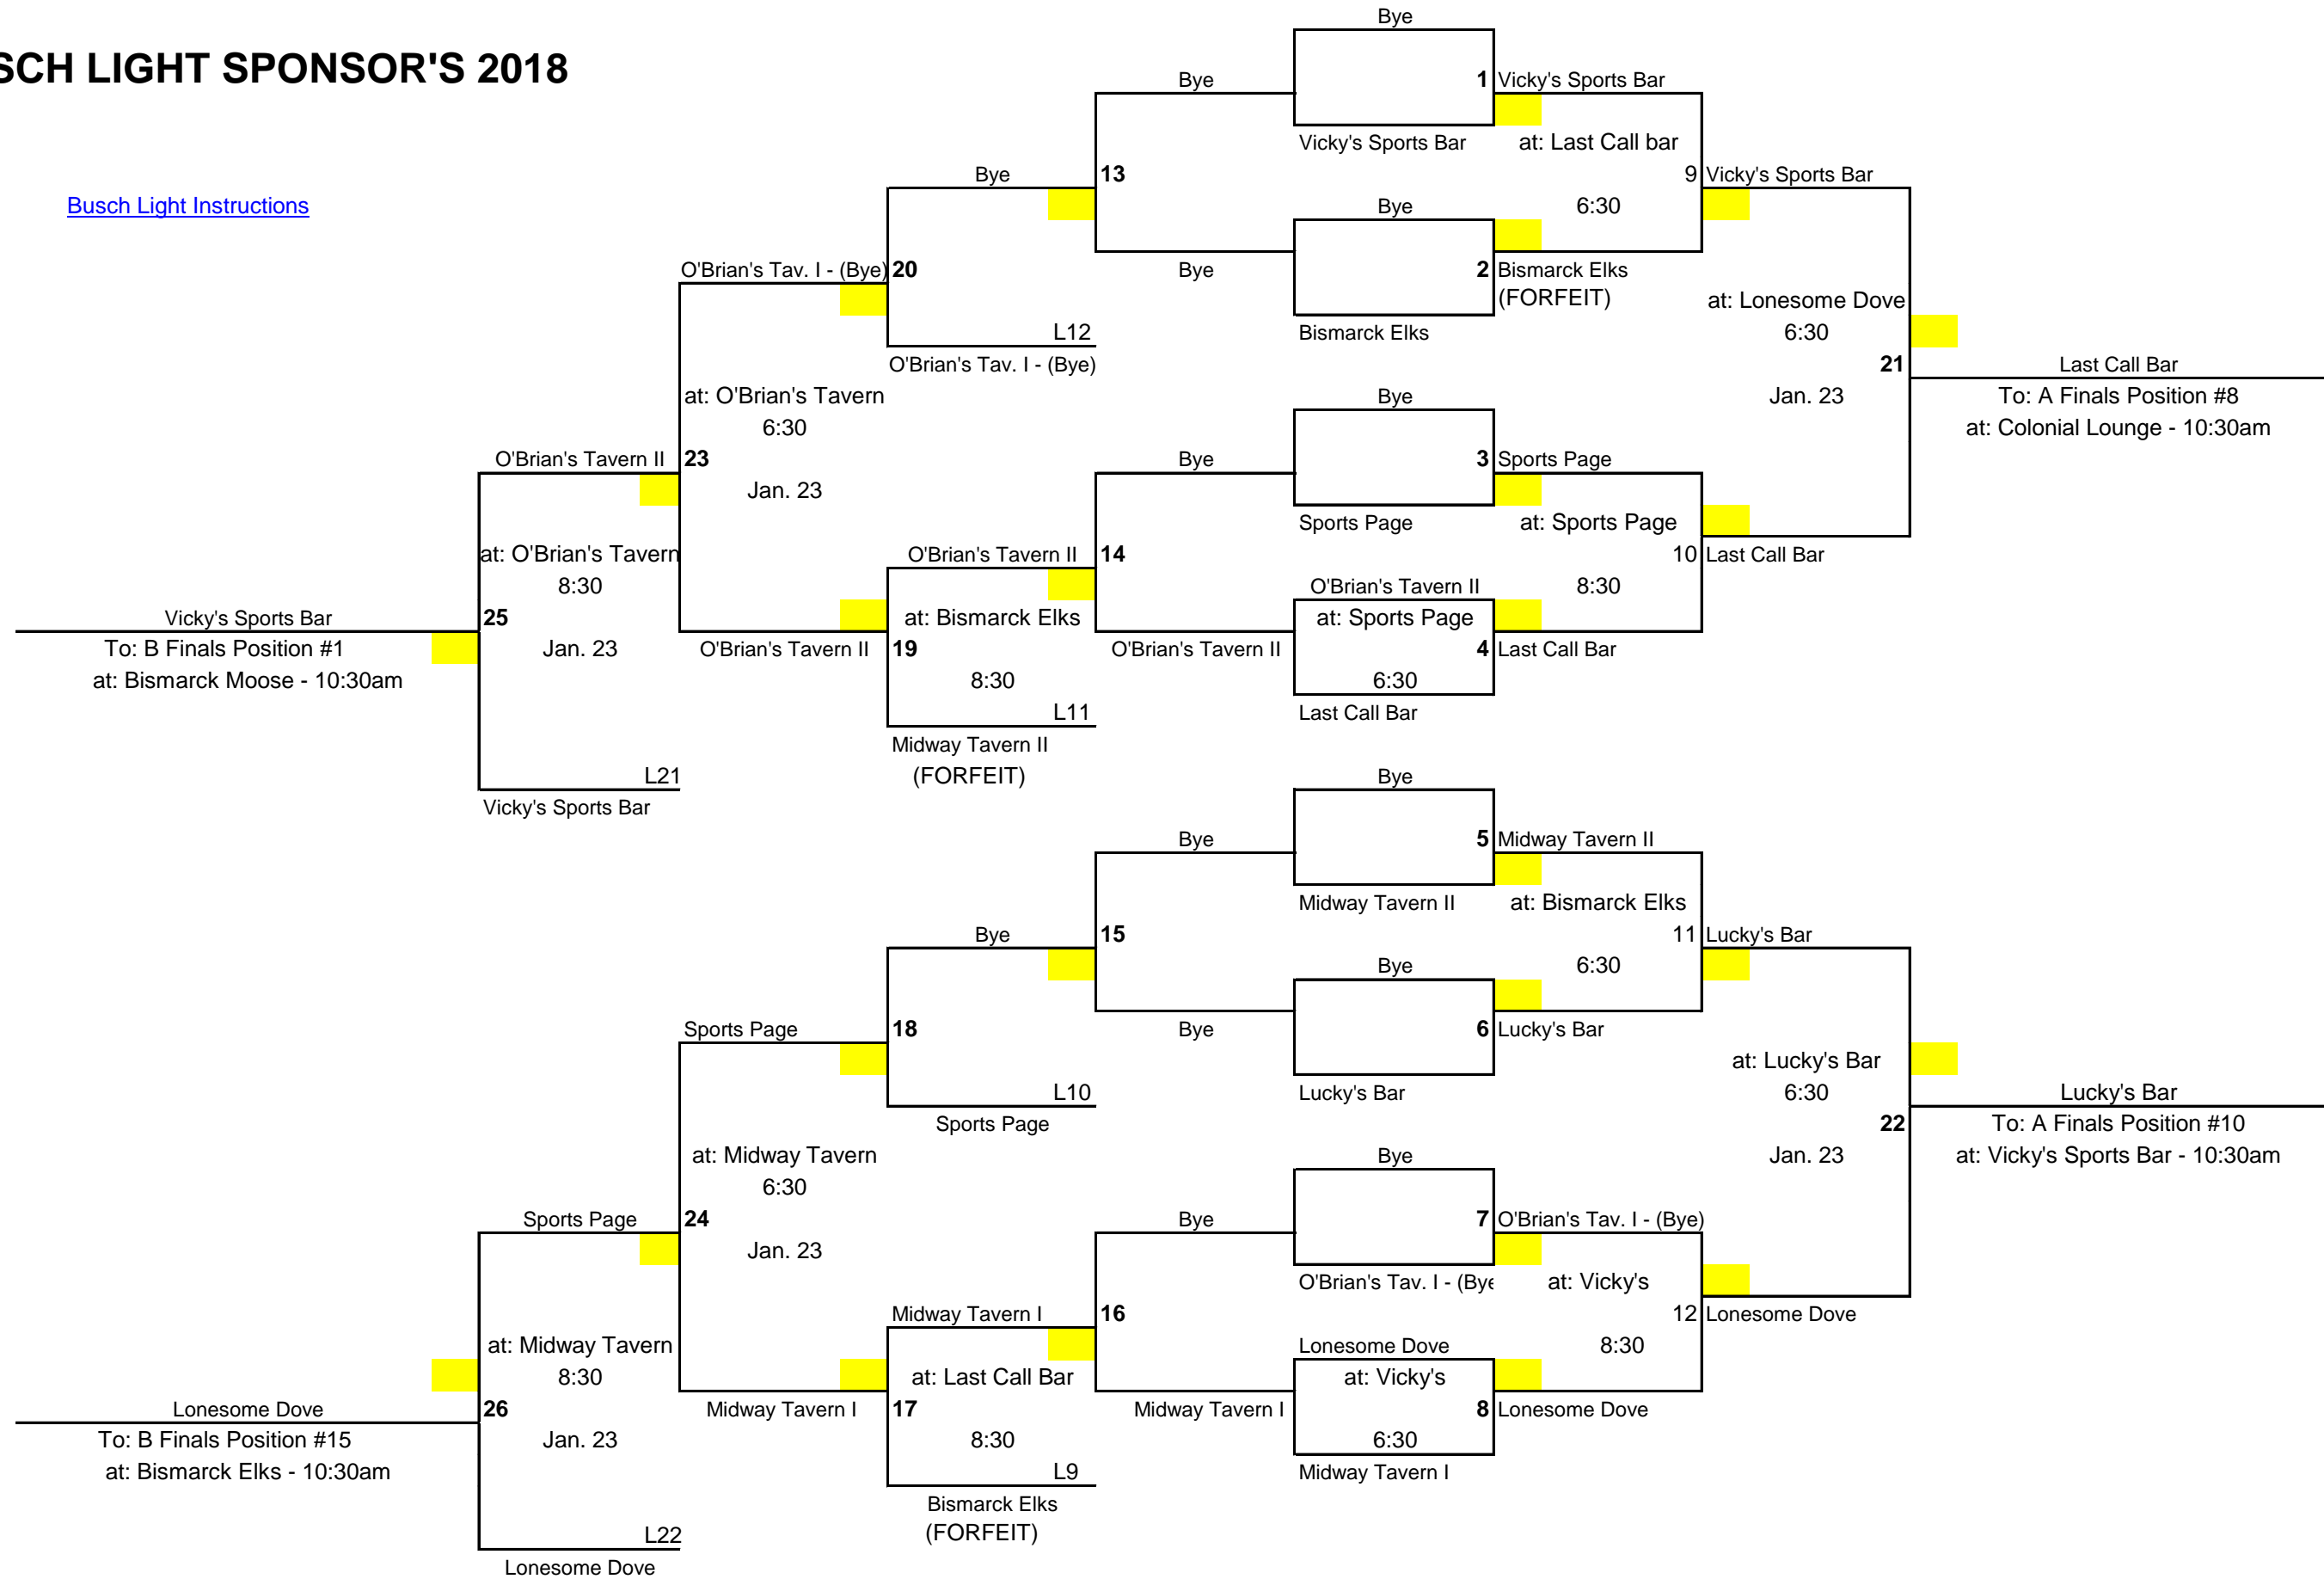 SCH LIGHT SPONSOR'S 2018
Busch Light Instructions
Bye
Bye
1 Vicky's Sports Bar
Vicky's Sports Bar
at: Last Call bar
Bye
13
9 Vicky's Sports Bar
Bye
6:30
O'Brian's Tav. I - (Bye)
20
Bye
2 Bismarck Elks
(FORFEIT)
at: Lonesome Dove
L12
Bismarck Elks
6:30
O'Brian's Tav. I - (Bye)
21
Last Call Bar
at: O'Brian's Tavern
Bye
Jan. 23
To: A Finals Position #8
6:30
at: Colonial Lounge - 10:30am
O'Brian's Tavern II
23
Bye
3 Sports Page
Jan. 23
Sports Page
at: Sports Page
at: O'Brian's Tavern
O'Brian's Tavern II
14
10 Last Call Bar
8:30
O'Brian's Tavern II
8:30
Vicky's Sports Bar
25
at: Bismarck Elks
at: Sports Page
To: B Finals Position #1
Jan. 23
O'Brian's Tavern II
19
O'Brian's Tavern II
4 Last Call Bar
at: Bismarck Moose - 10:30am
8:30
6:30
L11
Last Call Bar
Midway Tavern II
(FORFEIT)
L21
Bye
Vicky's Sports Bar
Bye
5 Midway Tavern II
Midway Tavern II
at: Bismarck Elks
Bye
15
11 Lucky's Bar
Bye
6:30
Sports Page
18
Bye
6 Lucky's Bar
at: Lucky's Bar
L10
Lucky's Bar
6:30
Lucky's Bar
Sports Page
22
To: A Finals Position #10
at: Midway Tavern
Bye
Jan. 23
at: Vicky's Sports Bar - 10:30am
6:30
Sports Page
24
Bye
7 O'Brian's Tav. I - (Bye)
Jan. 23
O'Brian's Tav. I - (Bye
at: Vicky's
Midway Tavern I
16
12 Lonesome Dove
at: Midway Tavern
Lonesome Dove
8:30
8:30
at: Last Call Bar
at: Vicky's
Lonesome Dove
26
Midway Tavern I
17
Midway Tavern I
8 Lonesome Dove
To: B Finals Position #15
Jan. 23
8:30
6:30
at: Bismarck Elks - 10:30am
L9
Midway Tavern I
Bismarck Elks
(FORFEIT)
L22
Lonesome Dove